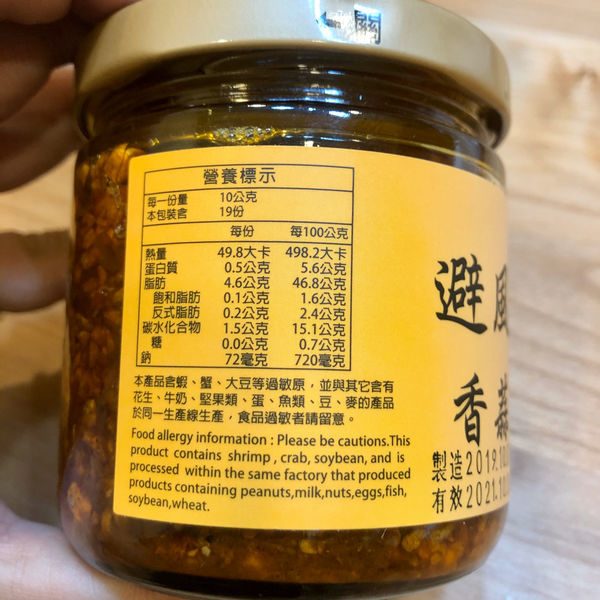 關
營養標示
每一份量 10公克
本包裝含 19份
每份 每100公克
熱量 49.8大卡 498.2大卡
蛋白質 0.5公克 5.6公克
脂肪 4.6公克 46.8公克
飽和脂肪 0.1公克 1.6公克
反式脂肪 0.2公克 2.4公克
碳水化合物 1.5公克 15.1公克
糖 0.0公克 0.7公克
鈉 72毫克 720毫克
本產品含蝦、蟹、大豆等過敏原，並與其它含有
花生、牛奶、堅果類、蛋、魚類、豆、麥的產品
於同一生產線生產，食品過敏者請留意。
Food allergy information : Please be cautions.This
product contains shrimp , crab, soybean, and is
processed within the same factory that produced
products containing peanuts,milk,nuts,eggs,fish,
soybean,wheat.
避風
香蒜
製造 2019.10.
有效 2021.10.